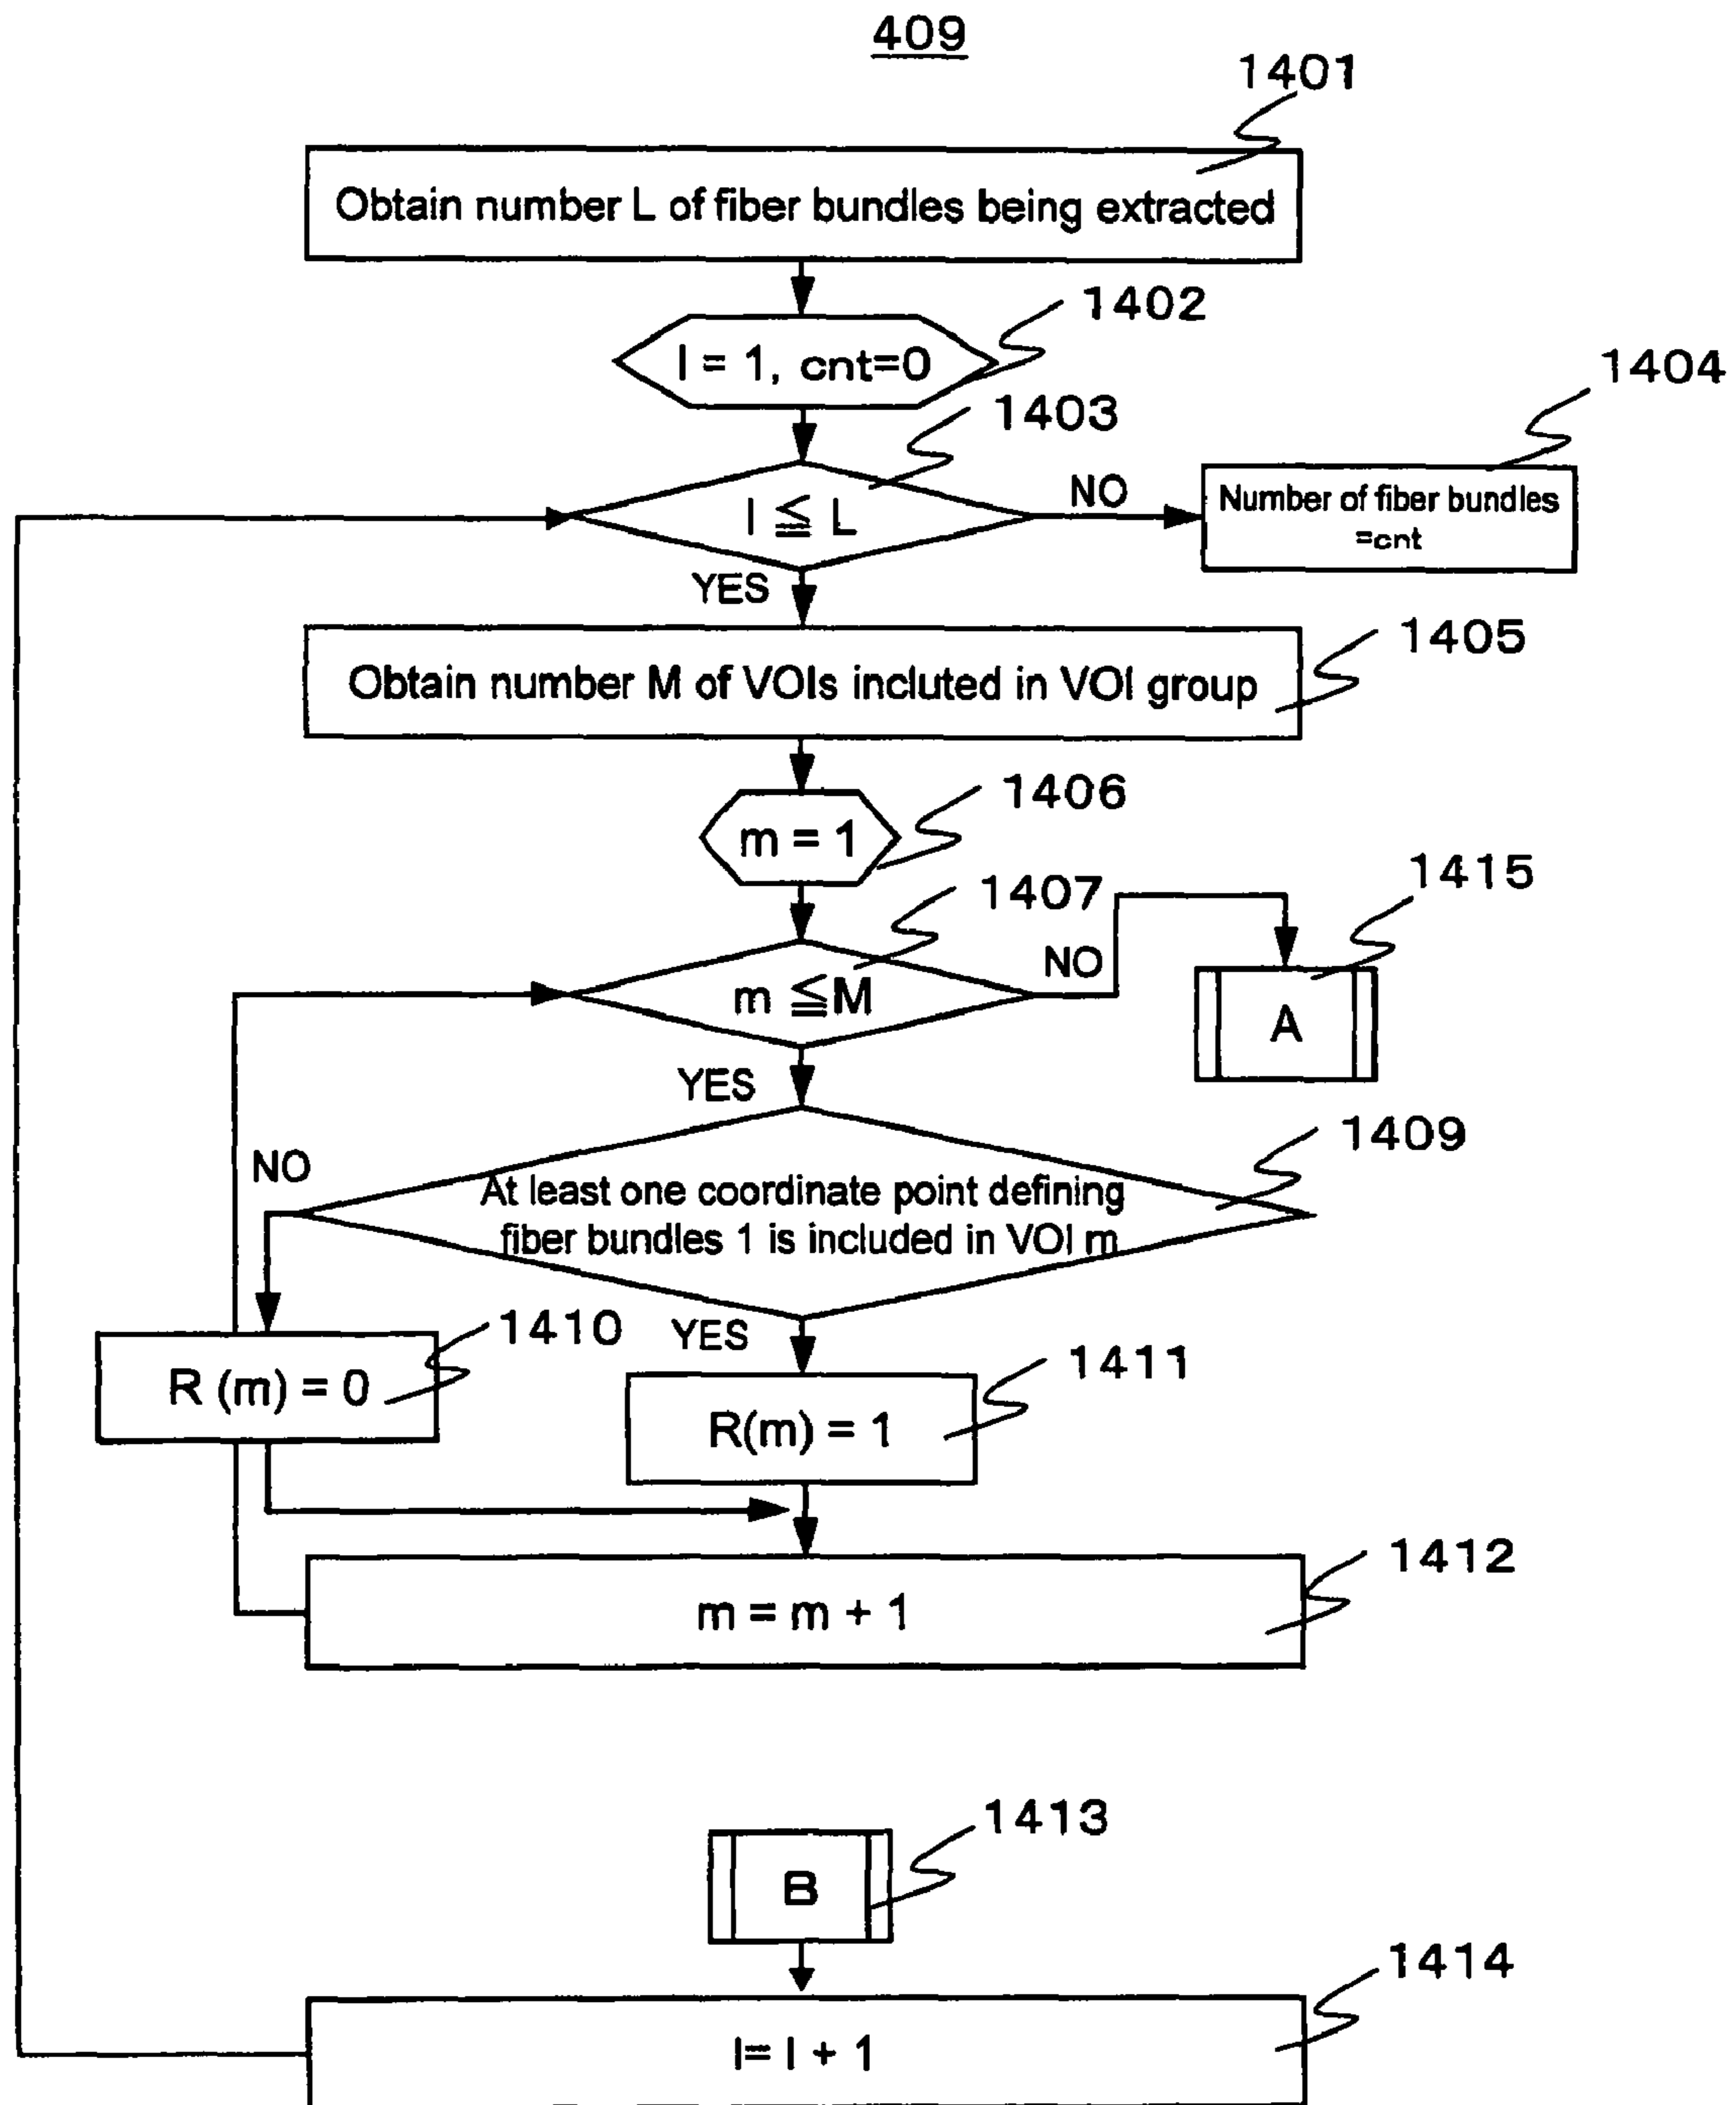 409
1401
Obtain number L of fiber bundles being extracted
1402
l = 1, cnt=0
1403
1404
l ≦ L
NO
Number of fiber bundles
=cnt
YES
1405
Obtain number M of VOIs incluted in VOI group
1406
m = 1
1407
1415
m ≦M
NO
A
YES
1409
NO
At least one coordinate point defining
fiber bundles 1 is included in VOI m
1410
YES
1411
R (m) = 0
R(m) = 1
1412
m = m + 1
1413
B
1414
l= l + 1